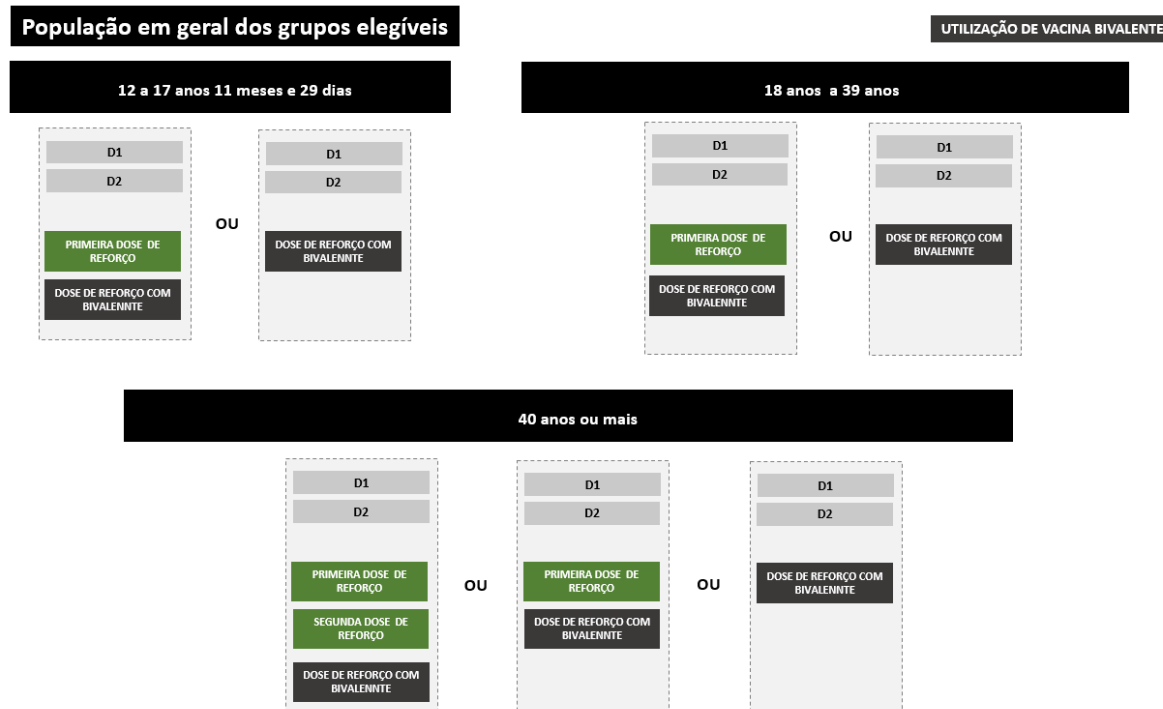 População em geral dos grupos elegíveis
UTILIZAÇÃO DE VACINA BIVALENTE
12 a 17 anos 11 meses e 29 dias
D1
D2
PRIMEIRA DOSE DE
REFORÇO
DOSE DE REFORÇO COM
BIVALENNTE
OU
D1
D2
DOSE DE REFORÇO COM
BIVALENNTE
18 anos a 39 anos
D1
D2
PRIMEIRA DOSE DE
REFORÇO
DOSE DE REFORÇO COM
BIVALENNTE
OU
D1
D2
DOSE DE REFORÇO COM
BIVALENNTE
40 anos ou mais
D1
D2
PRIMEIRA DOSE DE
REFORÇO
SEGUNDA DOSE DE
REFORÇO
DOSE DE REFORÇO COM
BIVALENNTE
OU
D1
D2
PRIMEIRA DOSE DE
REFORÇO
DOSE DE REFORÇO COM
BIVALENNTE
OU
D1
D2
DOSE DE REFORÇO COM
BIVALENNTE